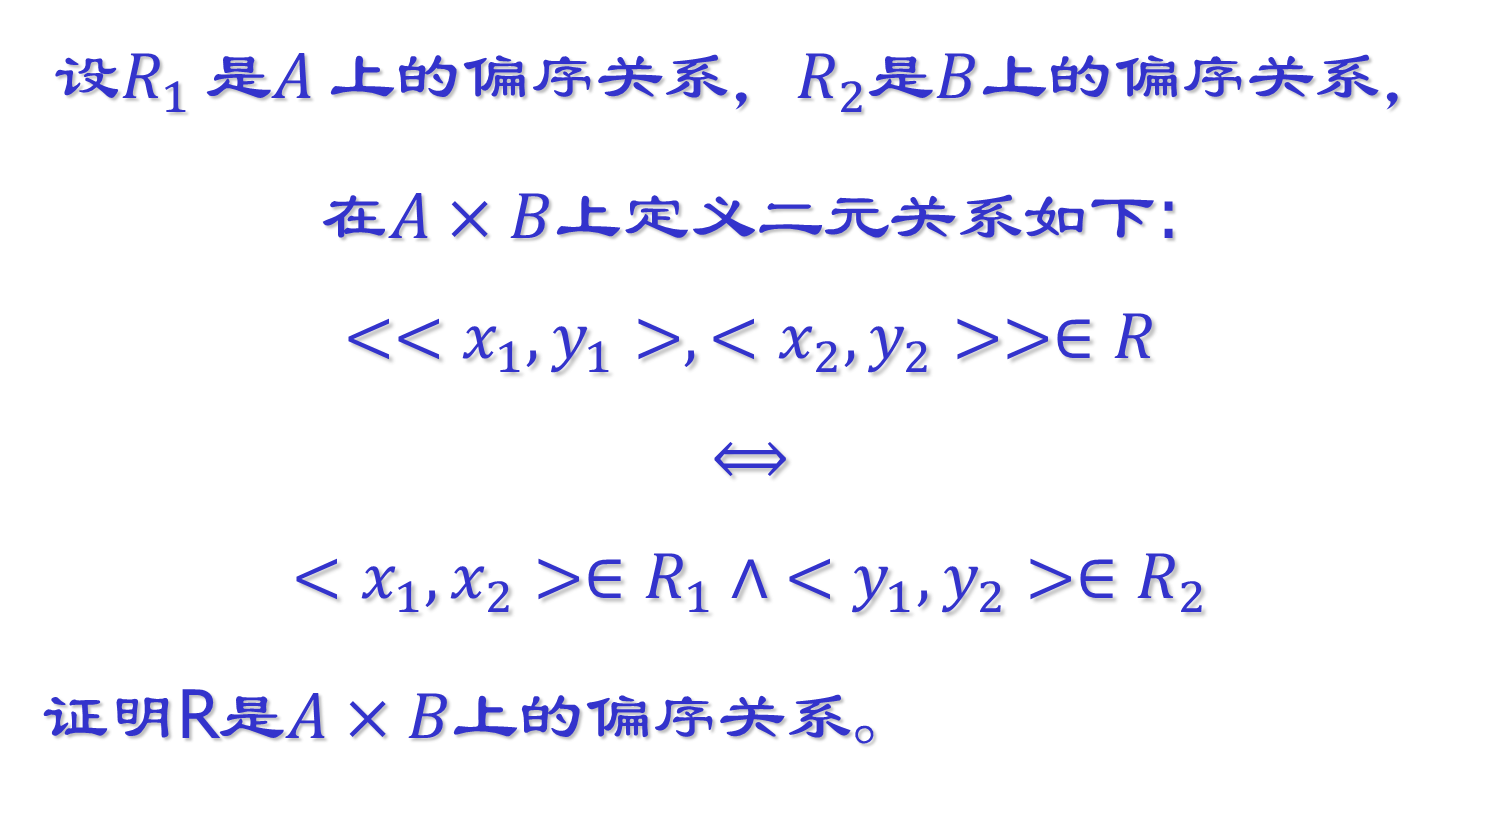 设R₁ 是A 上的偏序关系，R₂是B上的偏序关系，
在A × B上定义二元关系如下:
<< x₁, y₁ >, < x₂, y₂ >>∈ R
⇔
< x₁, x₂ >∈ R₁ ∧ < y₁, y₂ >∈ R₂
证明R是A × B上的偏序关系。